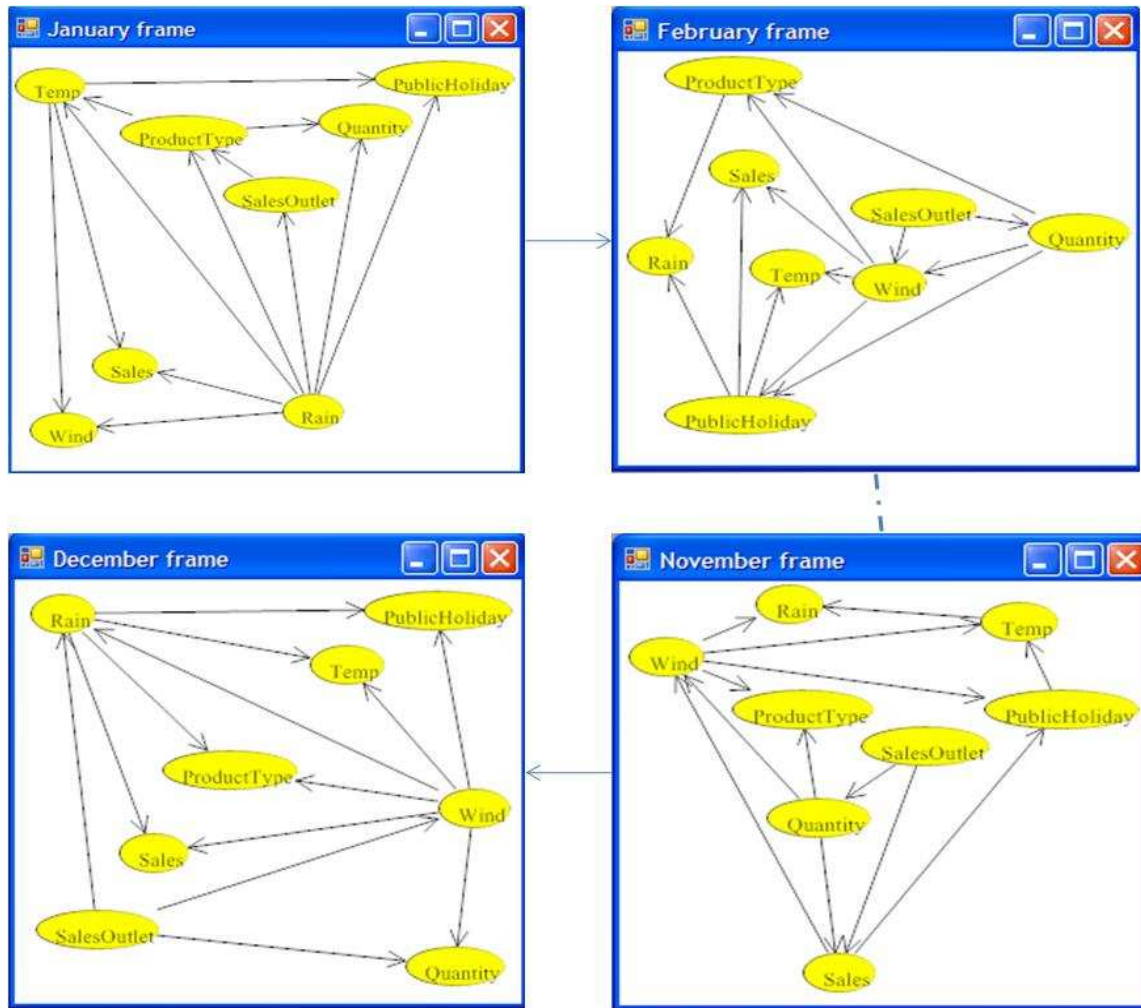 January frame
Temp
PublicHoliday
ProductType
Quantity
SalesOutlet
Sales
Wind
Rain
February frame
ProductType
Sales
SalesOutlet
Quantity
Rain
Temp
Wind
PublicHoliday
December frame
Rain
PublicHoliday
Temp
ProductType
Wind
Sales
SalesOutlet
Quantity
November frame
Rain
Temp
Wind
ProductType
PublicHoliday
SalesOutlet
Quantity
Sales